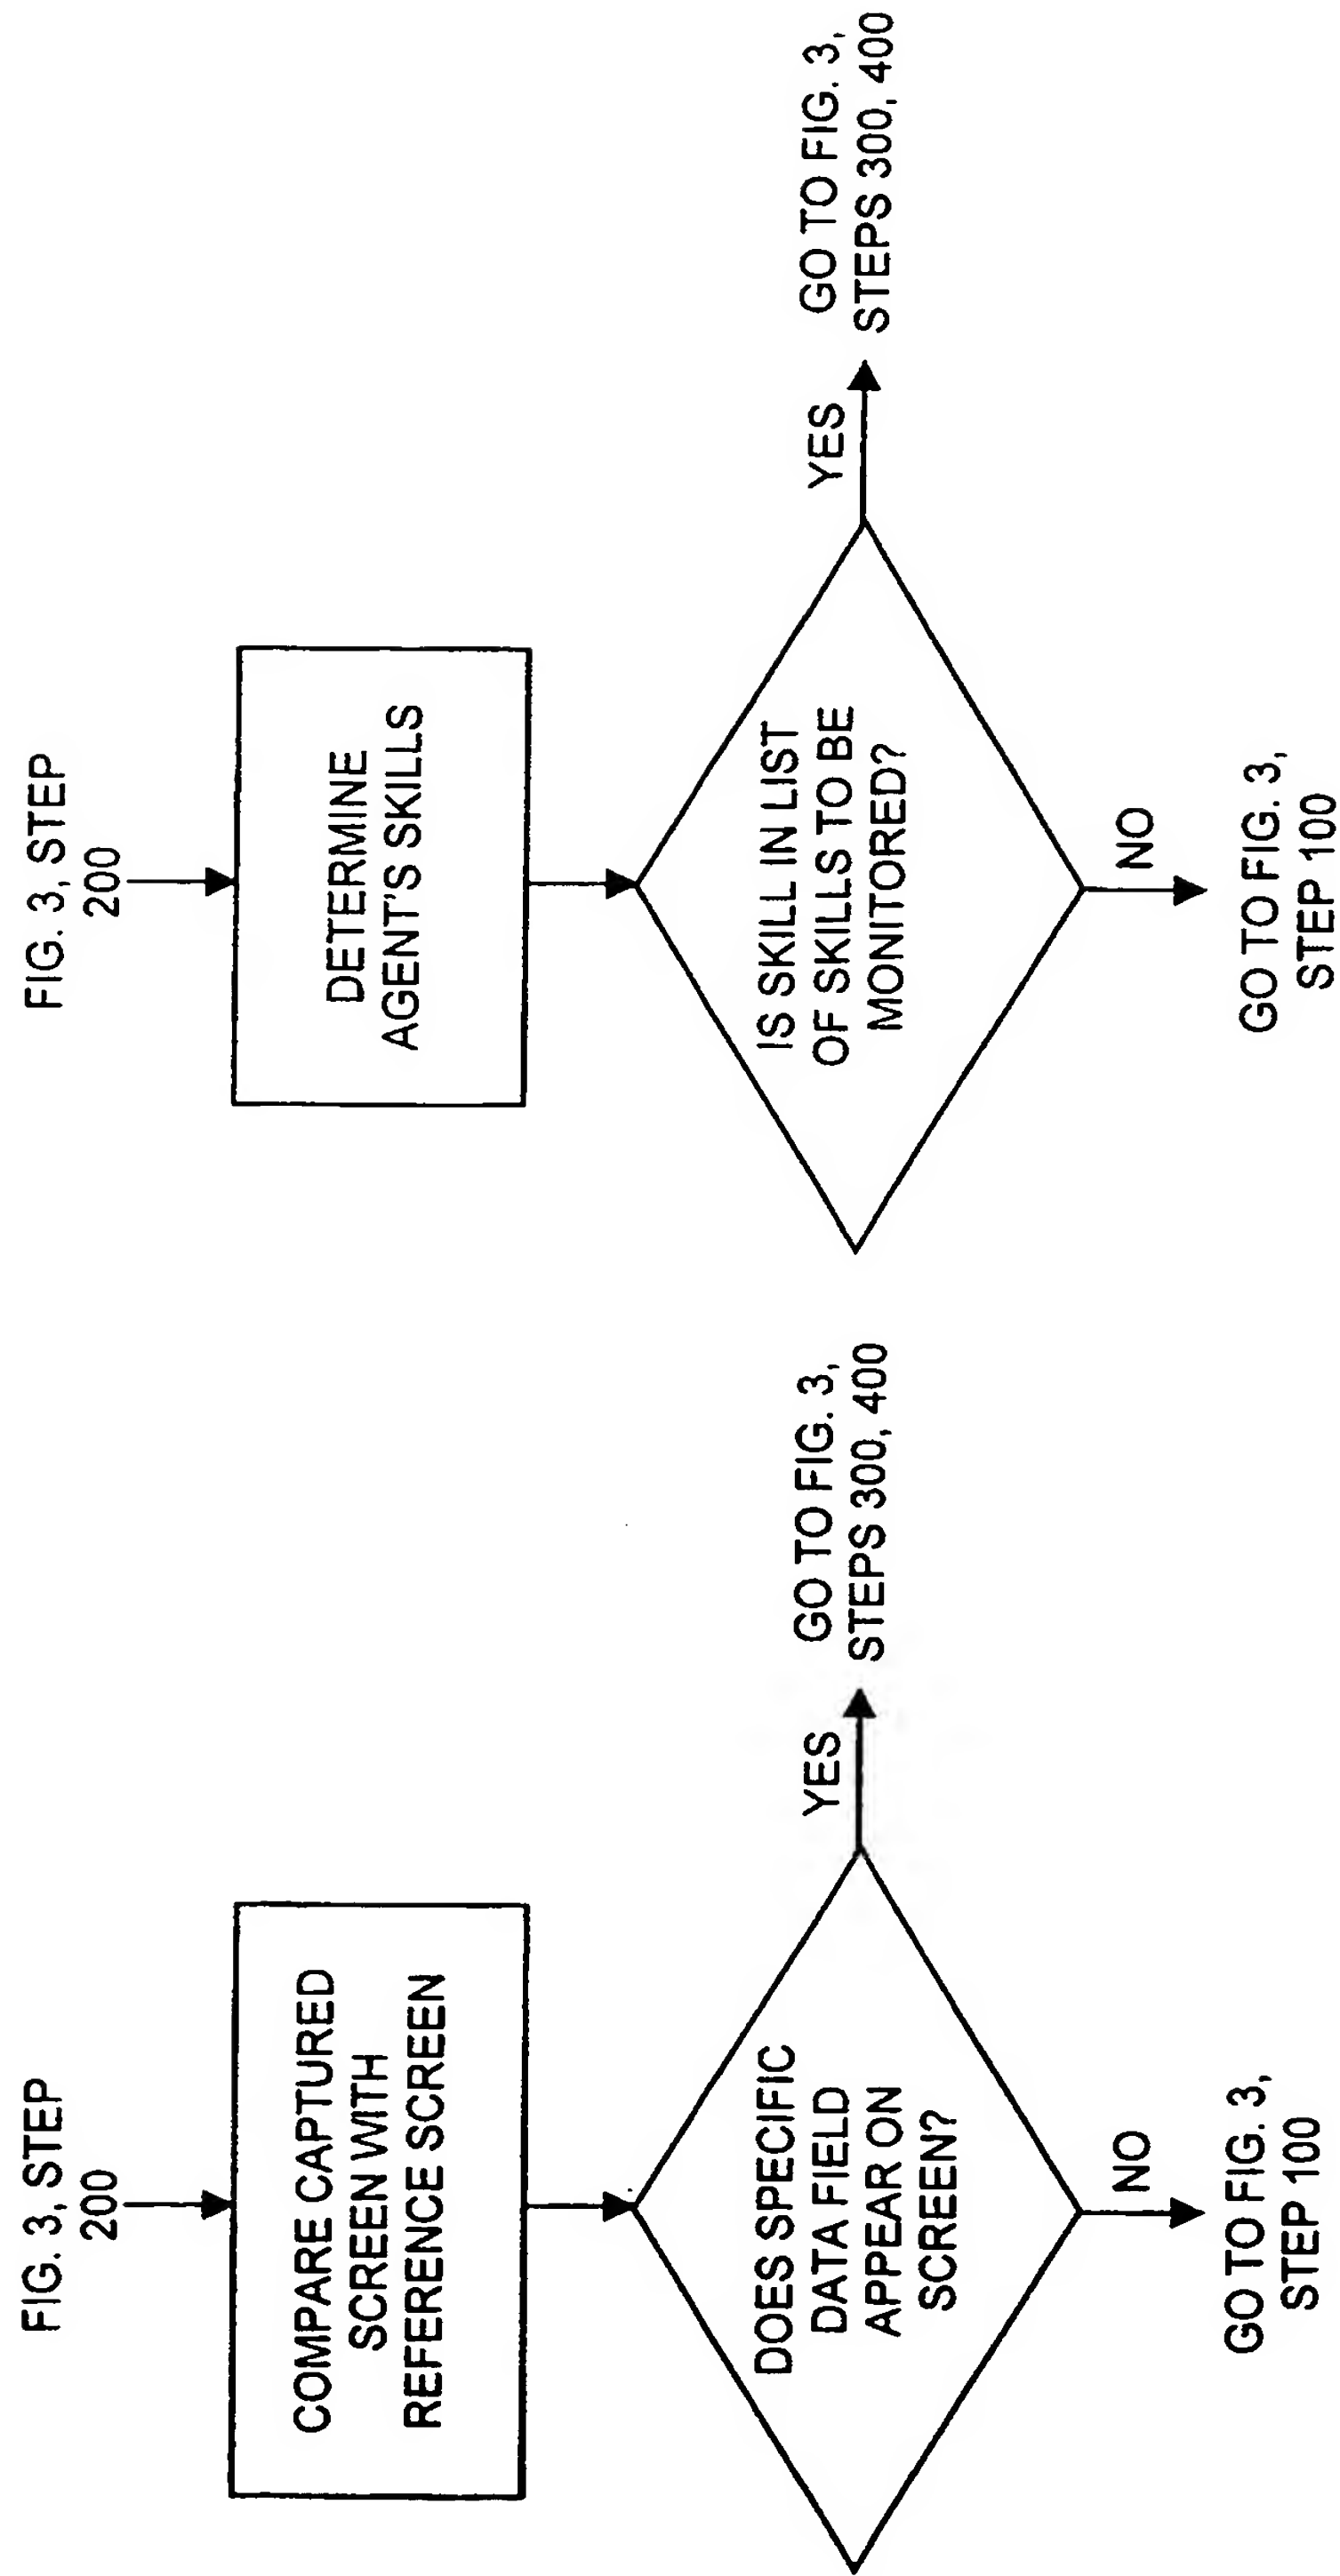 FIG. 3, STEP
200
COMPARE CAPTURED
SCREEN WITH
REFERENCE SCREEN
DOES SPECIFIC
DATA FIELD
APPEAR ON
SCREEN?
YES
GO TO FIG. 3,
STEPS 300, 400
NO
GO TO FIG. 3,
STEP 100
FIG. 3, STEP
200
DETERMINE
AGENT'S SKILLS
IS SKILL IN LIST
OF SKILLS TO BE
MONITORED?
YES
GO TO FIG. 3,
STEPS 300, 400
NO
GO TO FIG. 3,
STEP 100